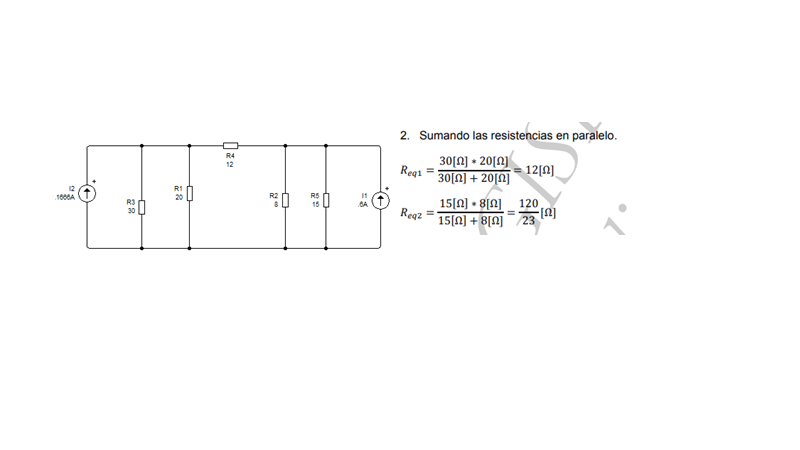 2. Sumando las resistencias en paralelo.
R4
12
I2
.1666A
R3
30
R1
20
R2
8
R5
15
I1
.6A
R_eq1 = 30[Ω] * 20[Ω] / 30[Ω] + 20[Ω] = 12[Ω]
R_eq2 = 15[Ω] * 8[Ω] / 15[Ω] + 8[Ω] = 120 / 23 [Ω]